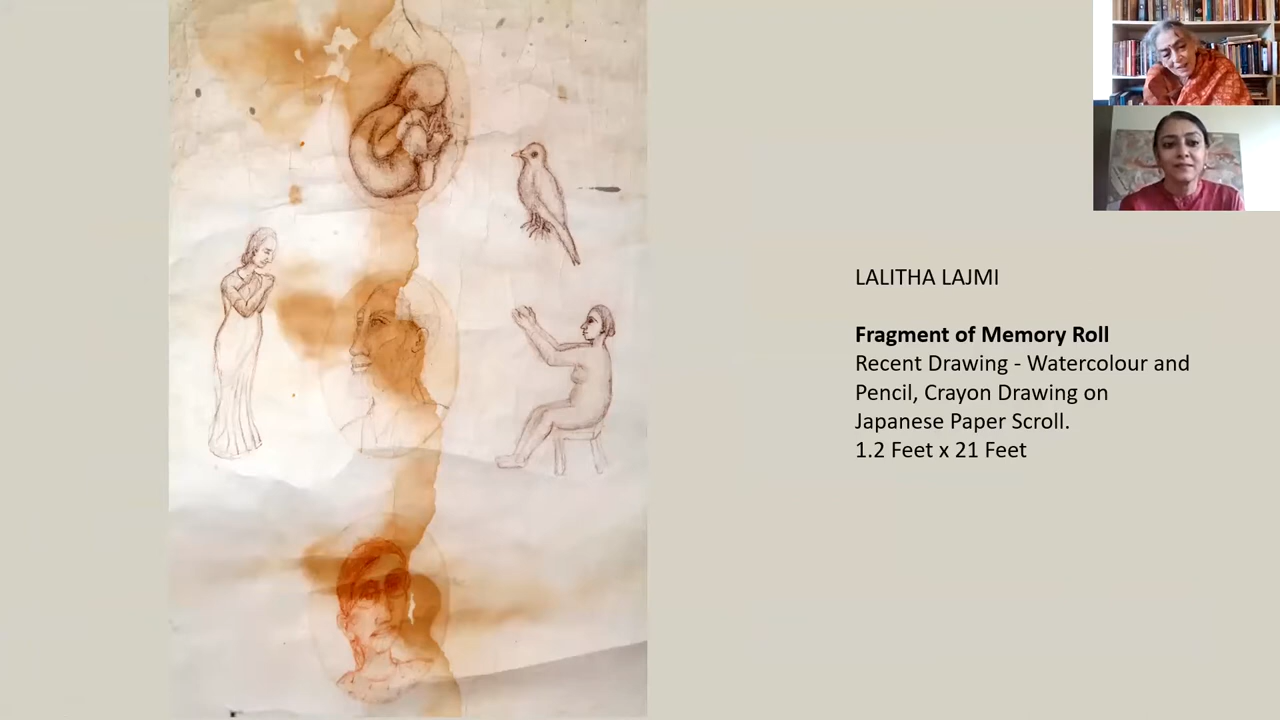 LALITHA LAJMI
Fragment of Memory Roll
Recent Drawing - Watercolour and
Pencil, Crayon Drawing on
Japanese Paper Scroll.
1.2 Feet x 21 Feet